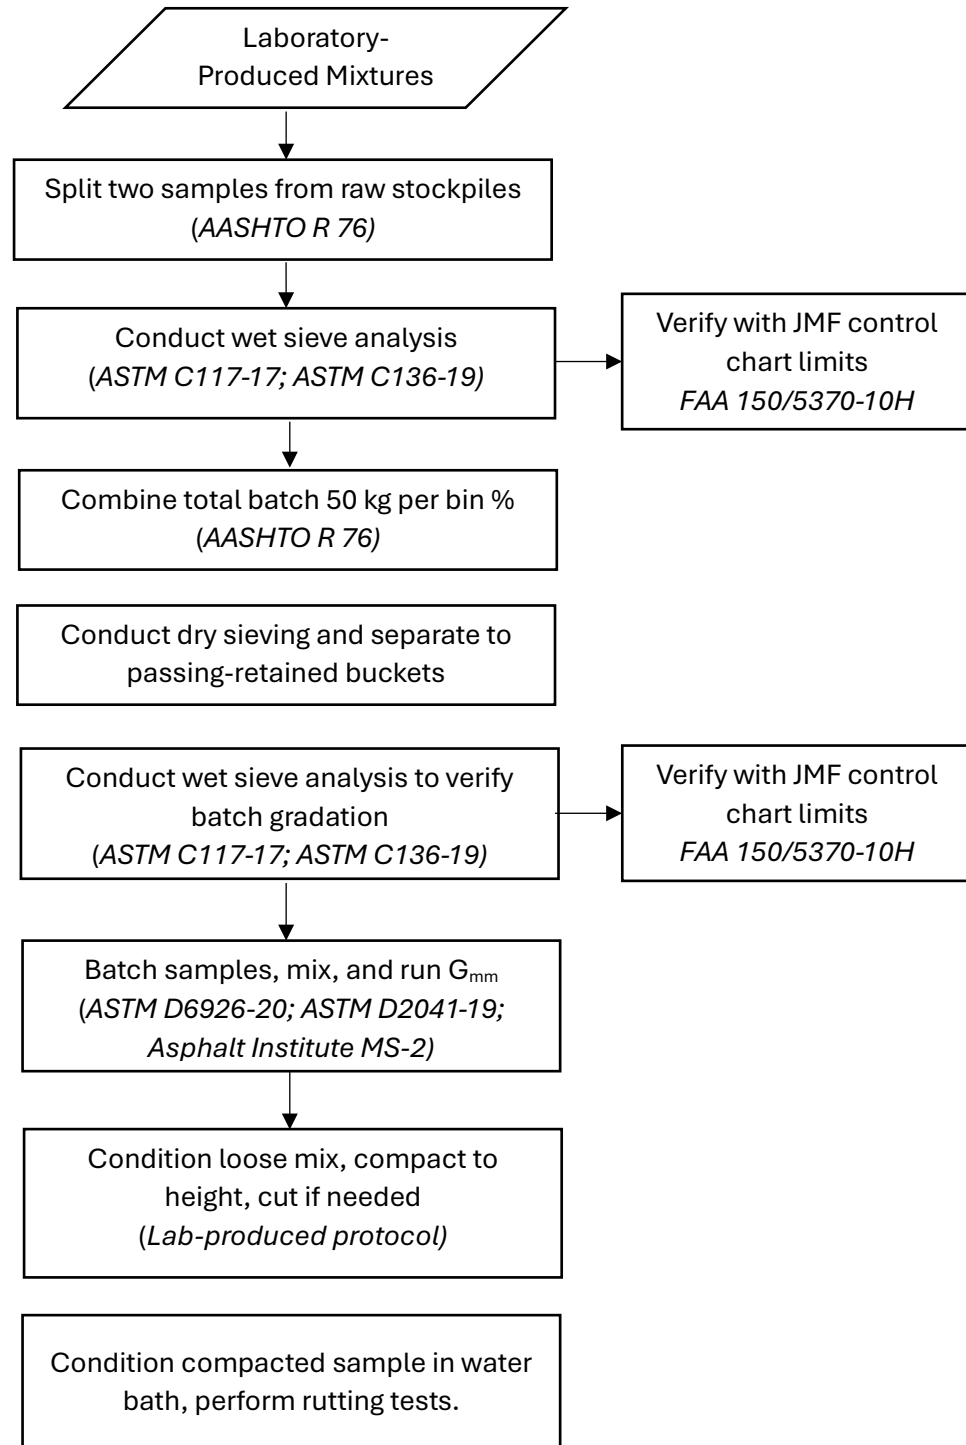 Laboratory-
Produced Mixtures
Split two samples from raw stockpiles
(AASHTO R 76)
Conduct wet sieve analysis
(ASTM C117-17; ASTM C136-19)
Verify with JMF control
chart limits
FAA 150/5370-10H
Combine total batch 50 kg per bin %
(AASHTO R 76)
Conduct dry sieving and separate to
passing-retained buckets
Conduct wet sieve analysis to verify
batch gradation
(ASTM C117-17; ASTM C136-19)
Verify with JMF control
chart limits
FAA 150/5370-10H
Batch samples, mix, and run Gmm
(ASTM D6926-20; ASTM D2041-19;
Asphalt Institute MS-2)
Condition loose mix, compact to
height, cut if needed
(Lab-produced protocol)
Condition compacted sample in water
bath, perform rutting tests.